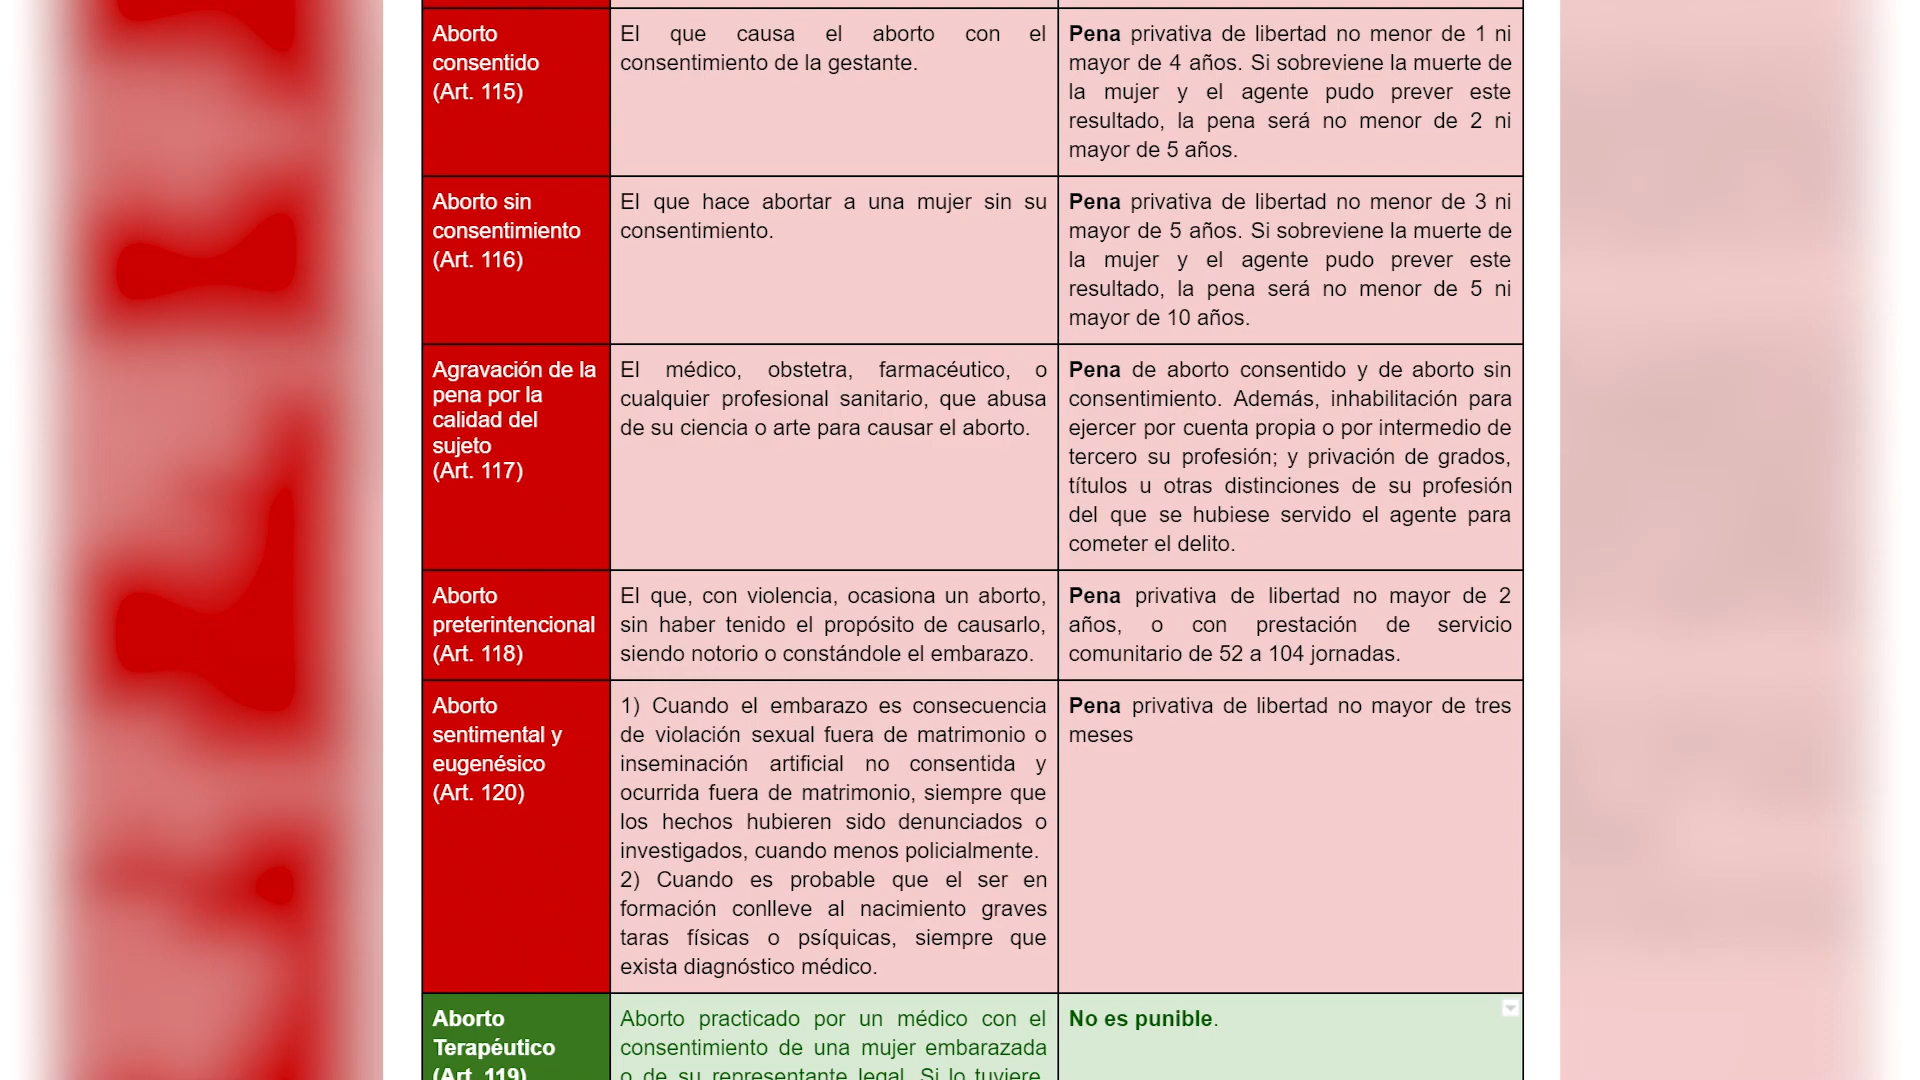 Aborto
consentido
(Art. 115)
El que causa el aborto con el
consentimiento de la gestante.
Pena privativa de libertad no menor de 1 ni
mayor de 4 años. Si sobreviene la muerte de
la mujer y el agente pudo prever este
resultado, la pena será no menor de 2 ni
mayor de 5 años.
Aborto sin
consentimiento
(Art. 116)
El que hace abortar a una mujer sin su
consentimiento.
Pena privativa de libertad no menor de 3 ni
mayor de 5 años. Si sobreviene la muerte de
la mujer y el agente pudo prever este
resultado, la pena será no menor de 5 ni
mayor de 10 años.
Agravación de la
pena por la
calidad del
sujeto
(Art. 117)
El médico, obstetra, farmacéutico, o
cualquier profesional sanitario, que abusa
de su ciencia o arte para causar el aborto.
Pena de aborto consentido y de aborto sin
consentimiento. Además, inhabilitación para
ejercer por cuenta propia o por intermedio de
tercero su profesión; y privación de grados,
títulos u otras distinciones de su profesión
del que se hubiese servido el agente para
cometer el delito.
Aborto
preterintencional
(Art. 118)
El que, con violencia, ocasiona un aborto,
sin haber tenido el propósito de causarlo,
siendo notorio o constándole el embarazo.
Pena privativa de libertad no mayor de 2
años, o con prestación de servicio
comunitario de 52 a 104 jornadas.
Aborto
sentimental y
eugenésico
(Art. 120)
1) Cuando el embarazo es consecuencia
de violación sexual fuera de matrimonio o
inseminación artificial no consentida y
ocurrida fuera de matrimonio, siempre que
los hechos hubieren sido denunciados o
investigados, cuando menos policialmente.
2) Cuando es probable que el ser en
formación conlleve al nacimiento graves
taras físicas o psíquicas, siempre que
exista diagnóstico médico.
Pena privativa de libertad no mayor de tres
meses
Aborto
Terapéutico
(Art. 119)
Aborto practicado por un médico con el
consentimiento de una mujer embarazada
o de su representante legal. Si lo tuviere,
No es punible.